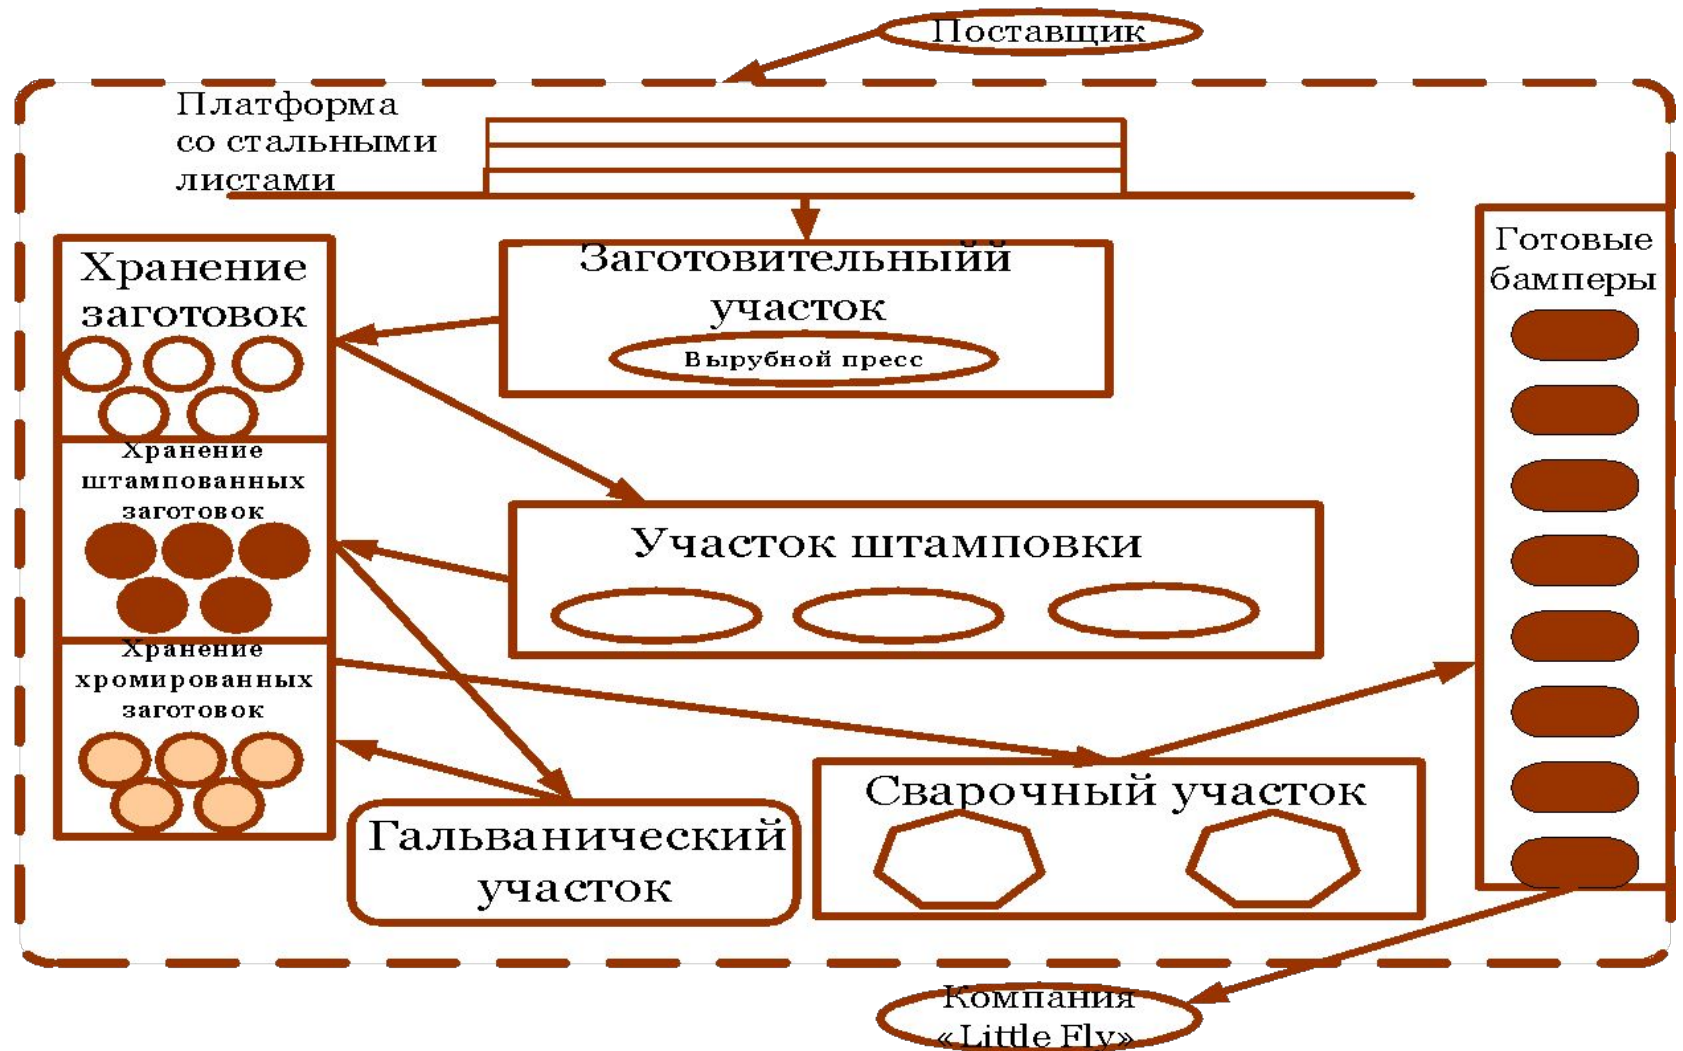 Поставщик
Платформа
со стальными
листами
Заготовительныйй
участок
Вырубной пресс
Хранение
заготовок
Хранение
штампованных
заготовок
Хранение
хромированных
заготовок
Участок штамповки
Гальванический
участок
Сварочный участок
Готовые
бамперы
Компания
«Little Fly»